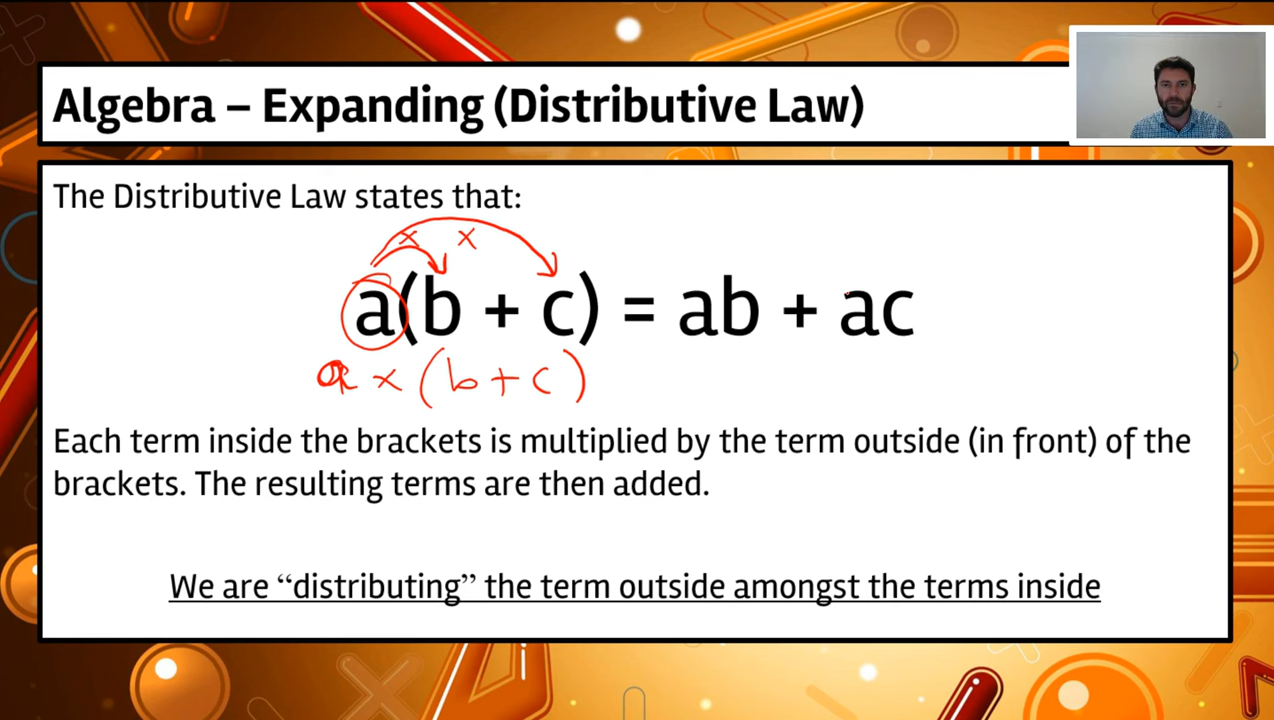 Algebra – Expanding (Distributive Law)
The Distributive Law states that:
x x
a(b + c) = ab + ac
a x (b + c)
Each term inside the brackets is multiplied by the term outside (in front) of the
brackets. The resulting terms are then added.
We are “distributing” the term outside amongst the terms inside